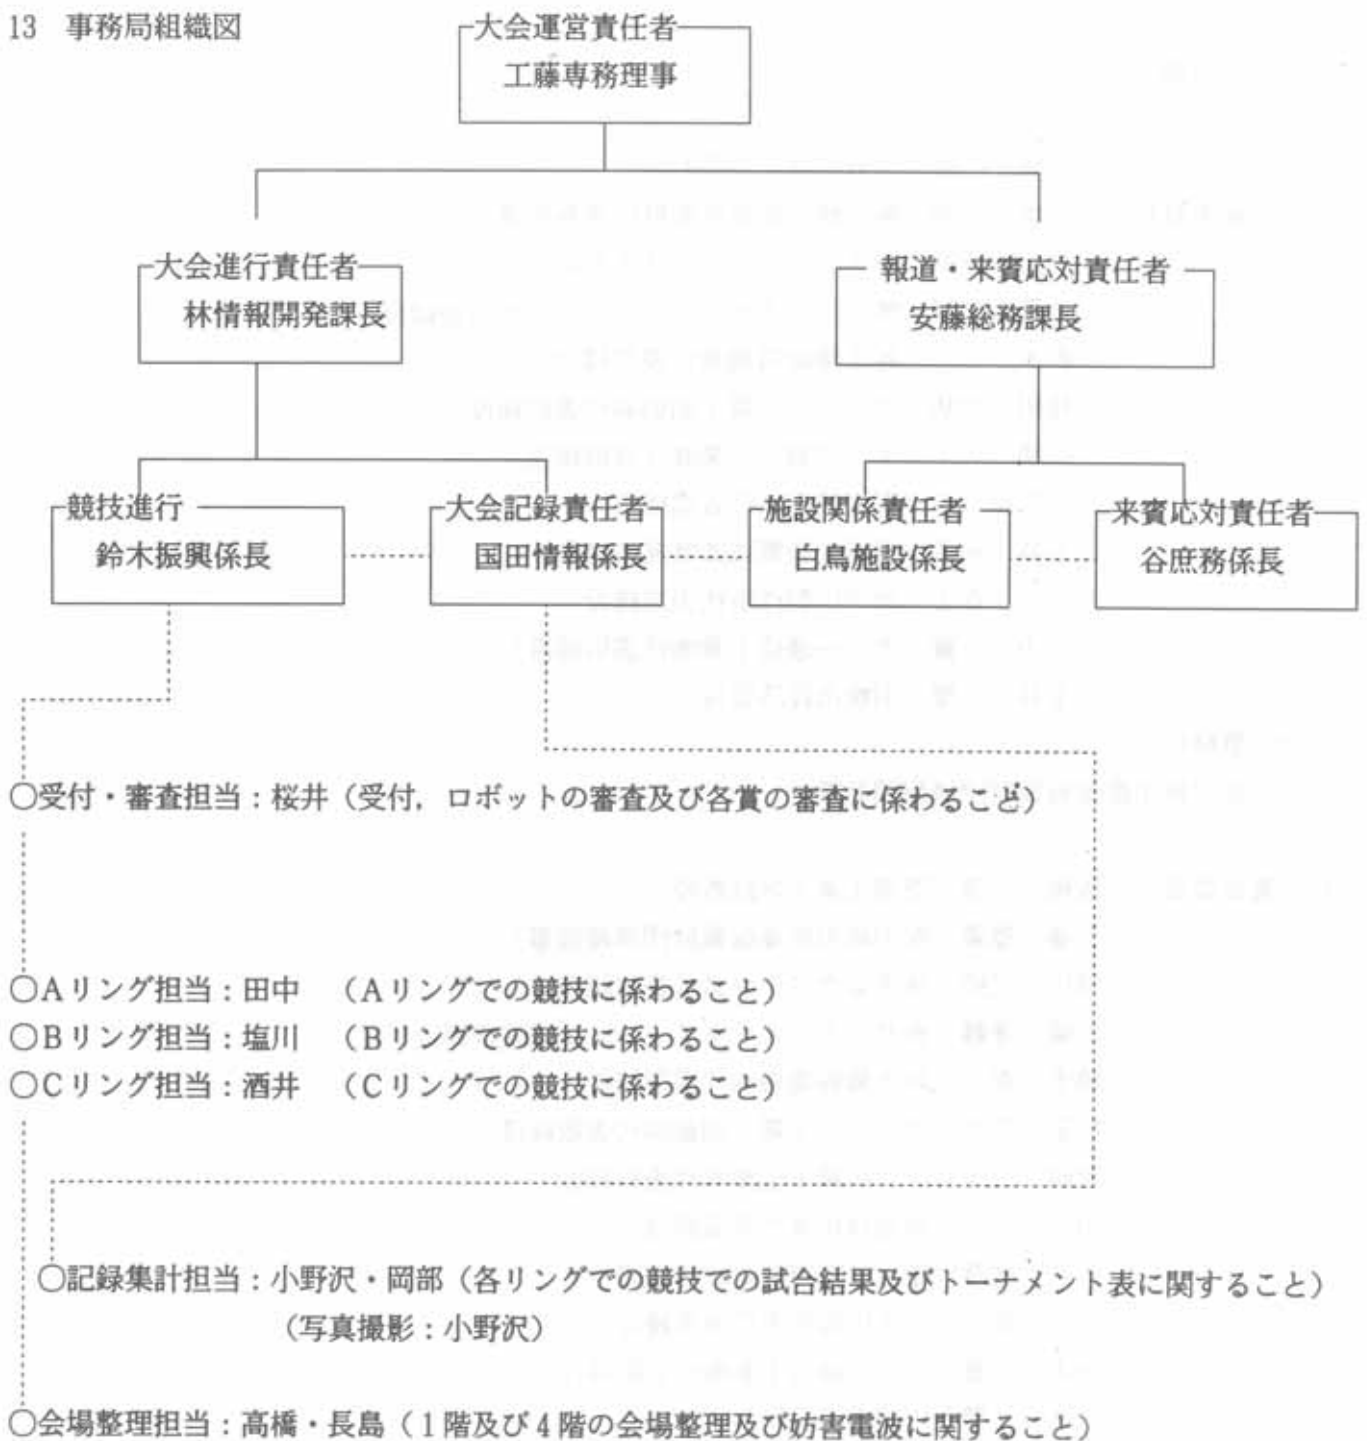 13　事務局組織図
大会運営責任者
工藤専務理事
大会進行責任者
林情報開発課長
報道・来賓応対責任者
安藤総務課長
競技進行
鈴木振興係長
大会記録責任者
国田情報係長
施設関係責任者
白鳥施設係長
来賓応対責任者
谷庶務係長
○受付・審査担当：桜井（受付，ロボットの審査及び各賞の審査に係わること）
○Aリング担当：田中　（Aリングでの競技に係わること）
○Bリング担当：塩川　（Bリングでの競技に係わること）
○Cリング担当：酒井　（Cリングでの競技に係わること）
○記録集計担当：小野沢・岡部（各リングでの競技での試合結果及びトーナメント表に関すること）
（写真撮影：小野沢）
○会場整理担当：高橋・長島（1階及び4階の会場整理及び妨害電波に関すること）